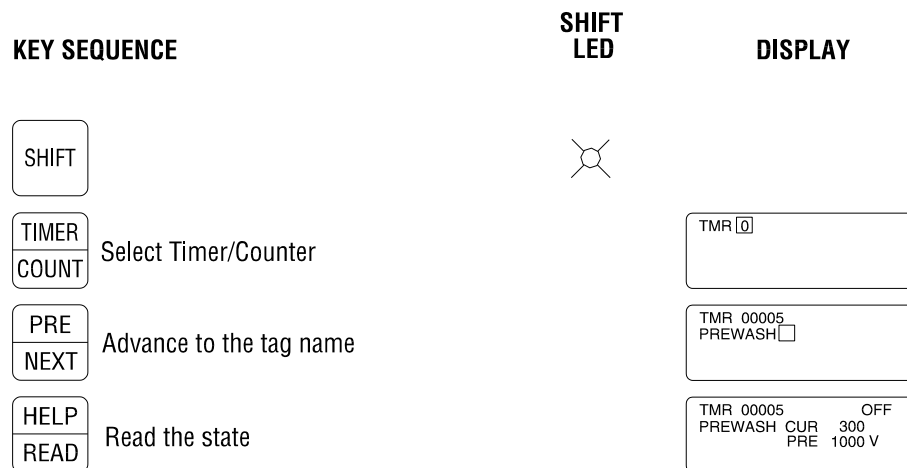 KEY SEQUENCE
SHIFT
LED
DISPLAY
SHIFT
TIMER
COUNT
Select Timer/Counter
TMR 0
PRE
NEXT
Advance to the tag name
TMR 00005
PREWASH
HELP
READ
Read the state
TMR 00005 OFF
PREWASH CUR 300
PRE 1000 V